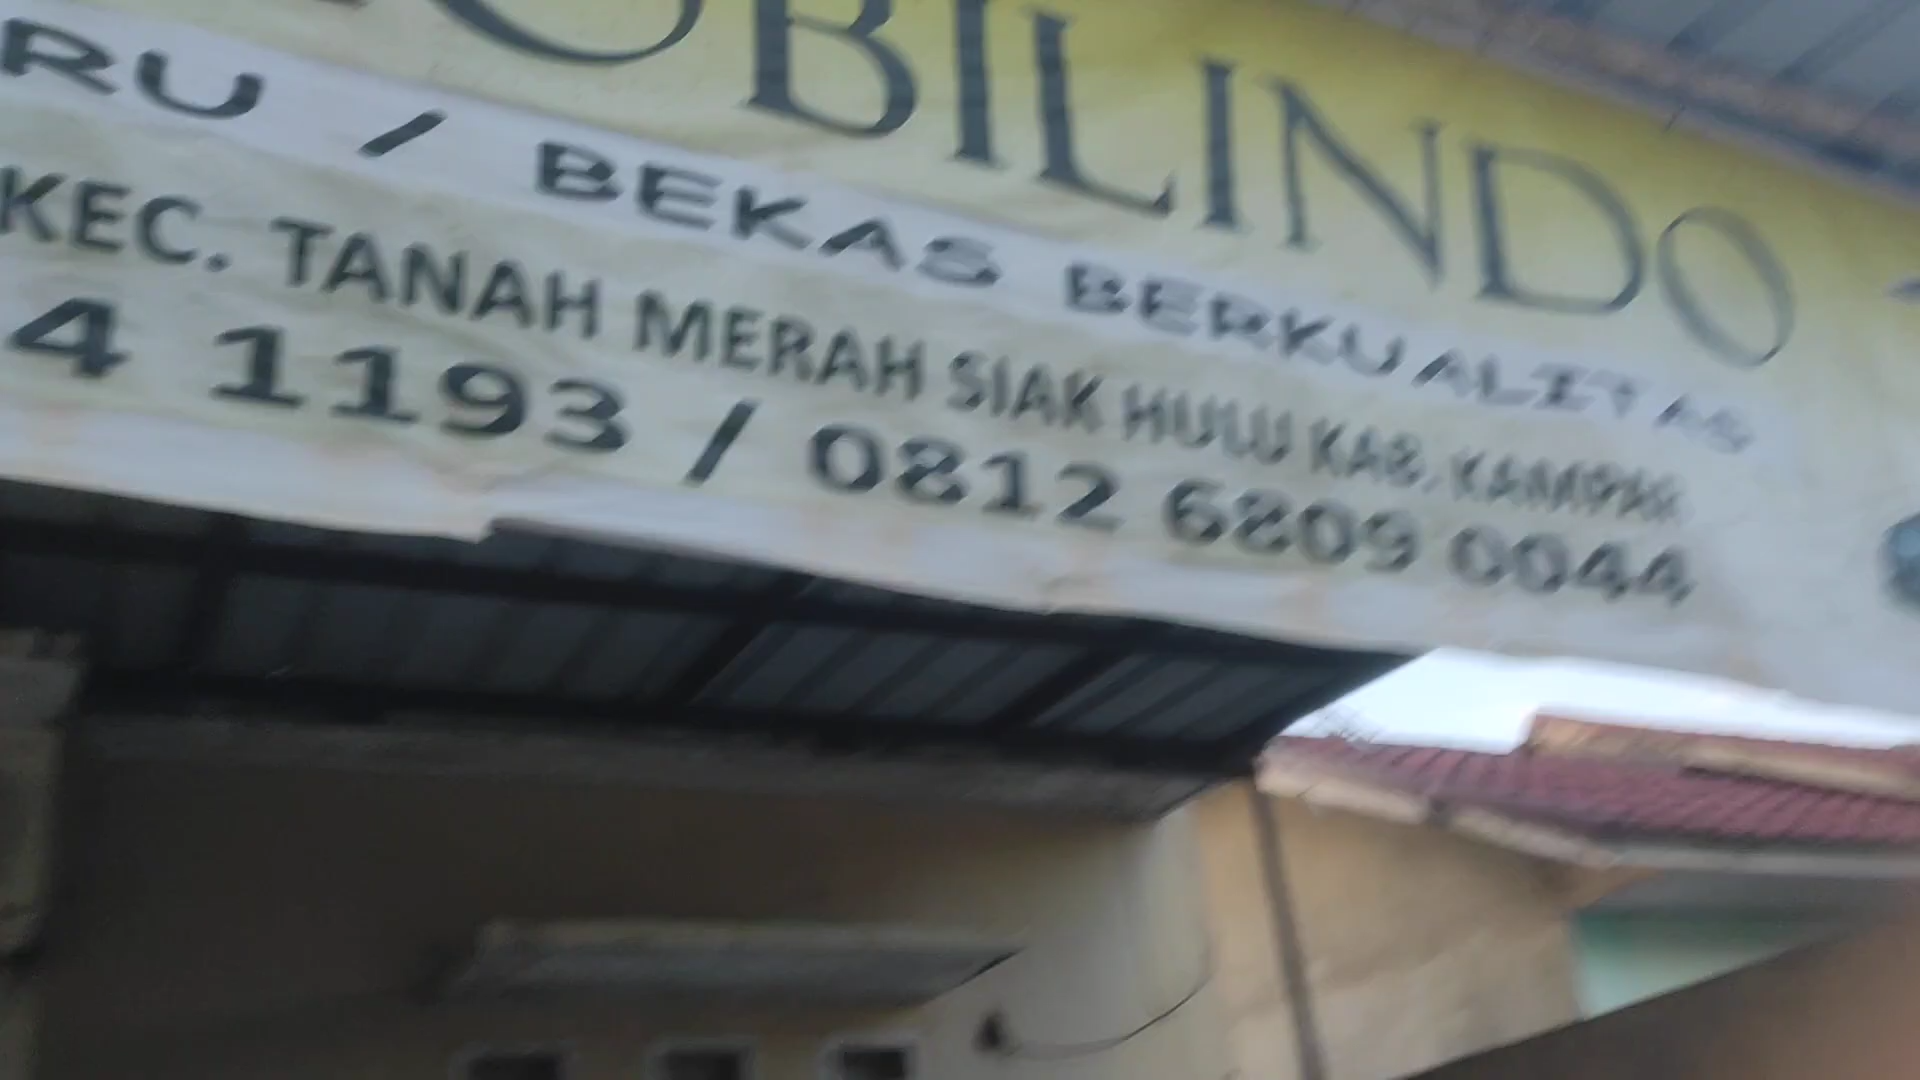 OBILINDO
RU / BEKAS BERKUALITAS
KEC. TANAH MERAH SIAK HULU KAB. KAMPAR
4 1193 / 0812 6809 0044